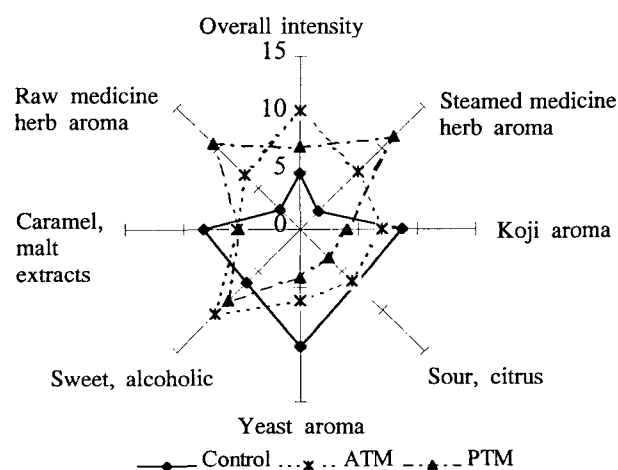 Overall intensity
15
Raw medicine
herb aroma
10
Steamed medicine
herb aroma
5
Caramel,
malt
extracts
0
Koji aroma
Sweet, alcoholic
Sour, citrus
Yeast aroma
Control ATM PTM